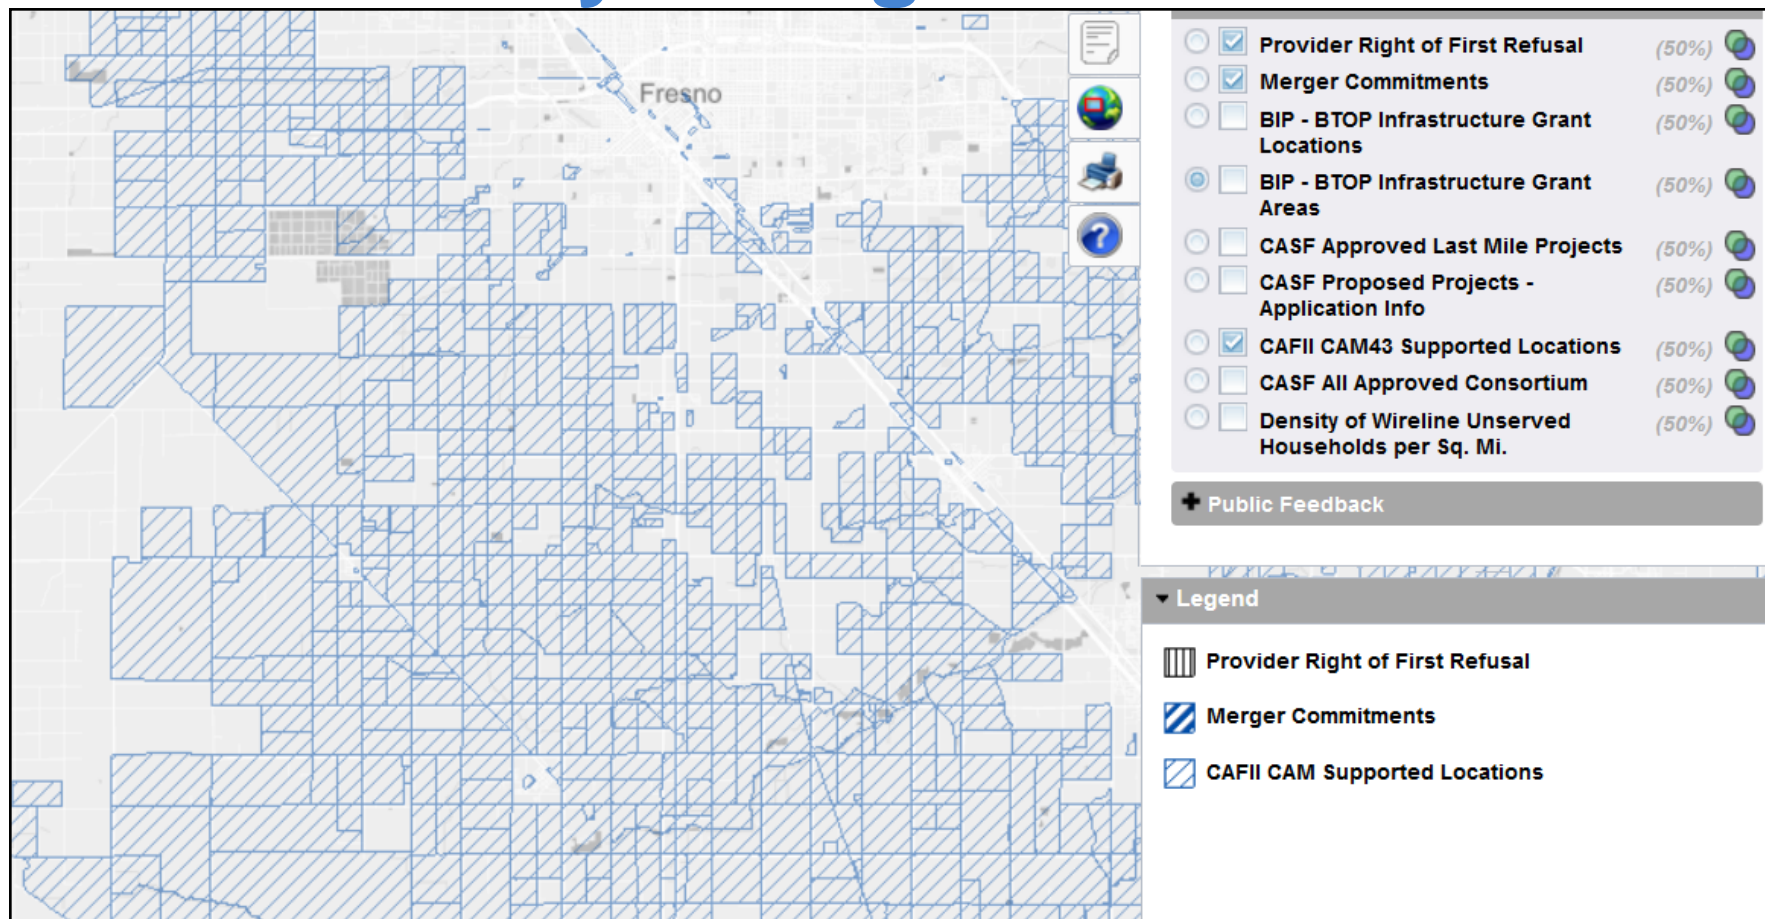 Fresno
Provider Right of First Refusal (50%)
Merger Commitments (50%)
BIP - BTOP Infrastructure Grant (50%)
Locations
BIP - BTOP Infrastructure Grant (50%)
Areas
CASF Approved Last Mile Projects (50%)
CASF Proposed Projects - (50%)
Application Info
CAFII CAM43 Supported Locations (50%)
CASF All Approved Consortium (50%)
Density of Wireline Unserved (50%)
Households per Sq. Mi.
Public Feedback
Legend
Provider Right of First Refusal
Merger Commitments
CAFII CAM Supported Locations